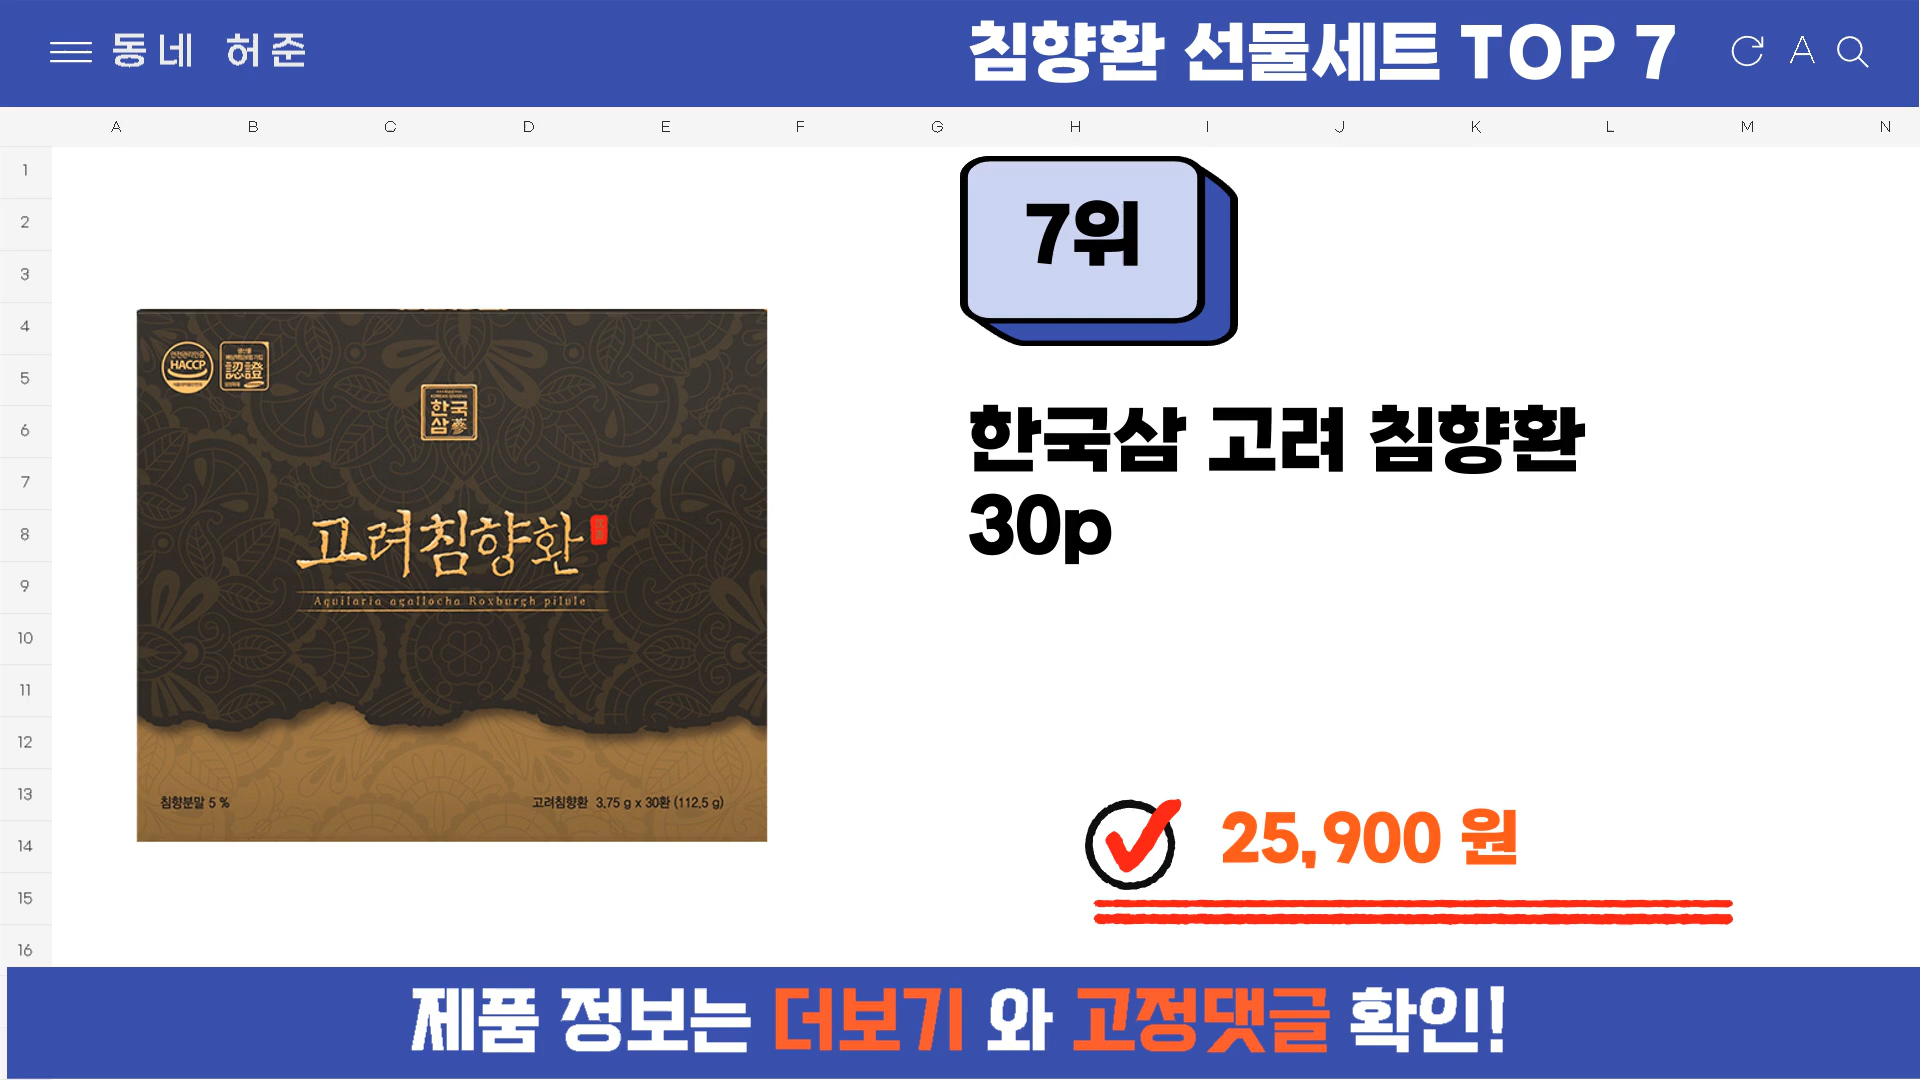 동네 허준
침향환 선물세트 TOP 7
A B C D E F G H I J K L M N
1
2
3
4
5
6
7
8
9
10
11
12
13
14
15
16
7위
한국삼 고려 침향환
30p
HACCP
認證
한국
삼蔘
고려침향환
Aquilaria agallocha Roxburgh pilule
침향분말 5 %
고려침향환 3.75 g x 30환 (112.5 g)
25,900 원
제품 정보는 더보기 와 고정댓글 확인!